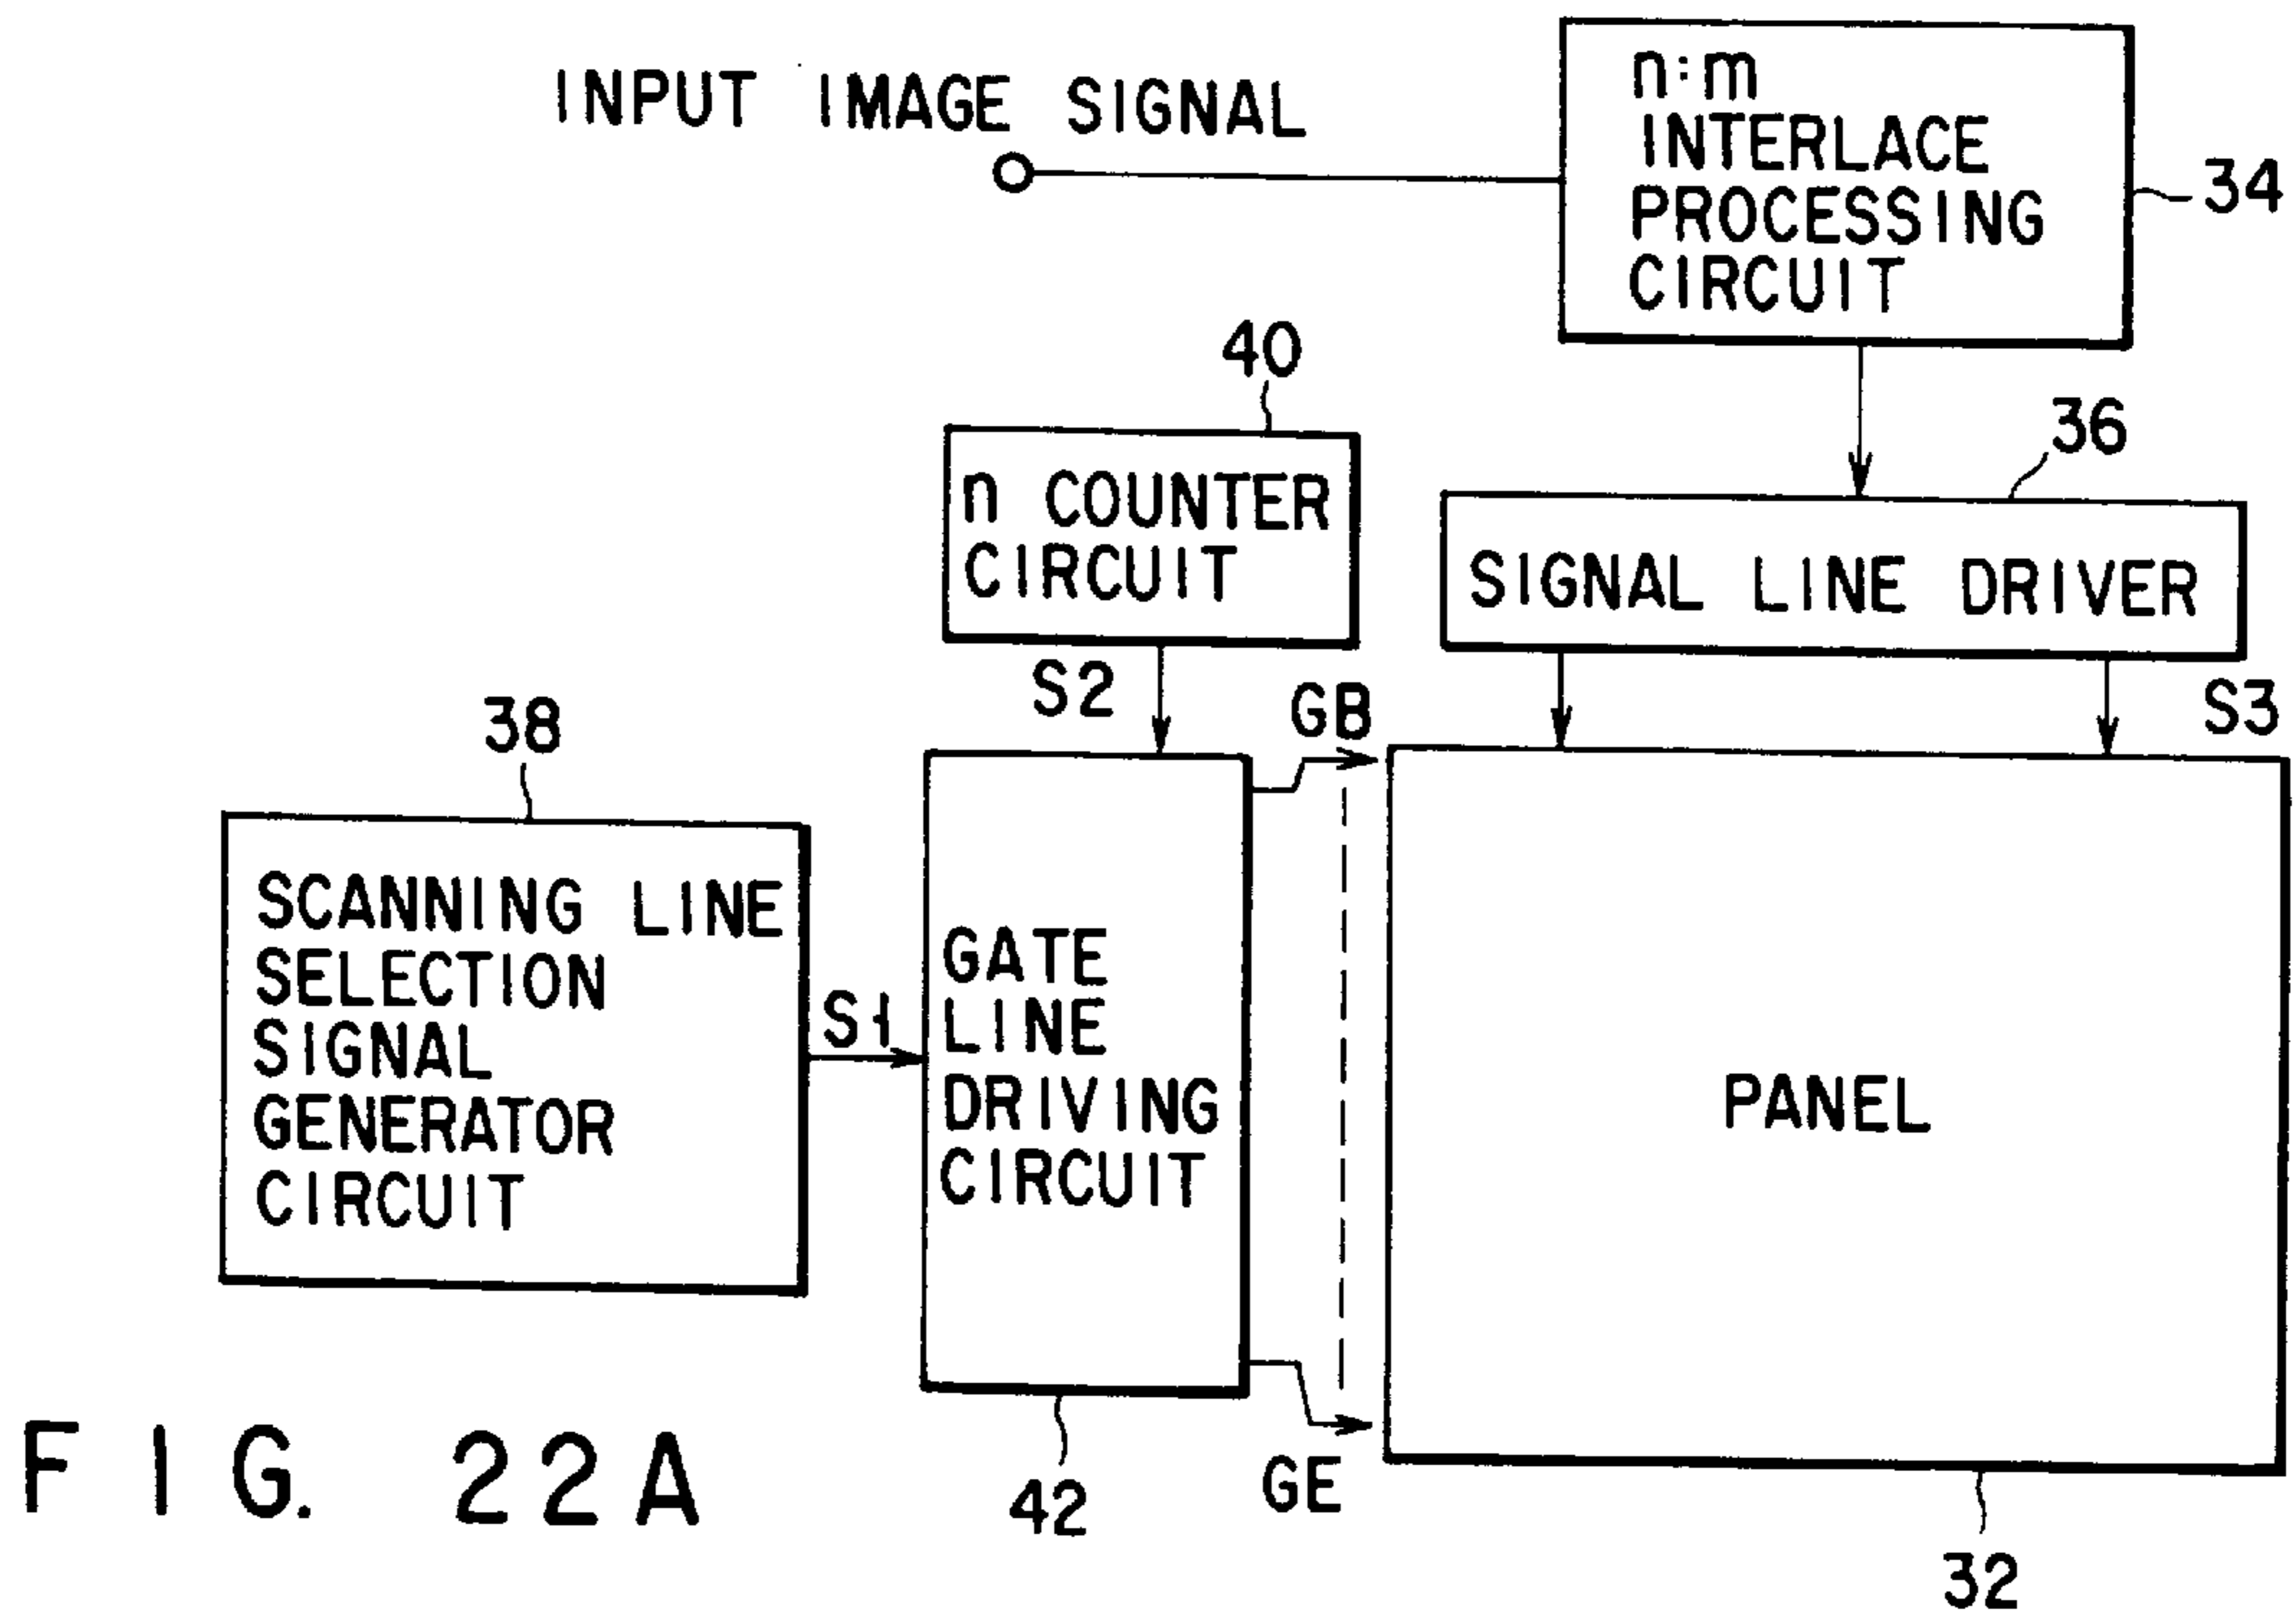 INPUT IMAGE SIGNAL
n:m
INTERLACE
PROCESSING
CIRCUIT
34
40
n COUNTER
CIRCUIT
36
SIGNAL LINE DRIVER
S2
GB
S3
38
SCANNING LINE
SELECTION
SIGNAL
GENERATOR
CIRCUIT
S1
GATE
LINE
DRIVING
CIRCUIT
PANEL
GE
42
32
FIG. 22A